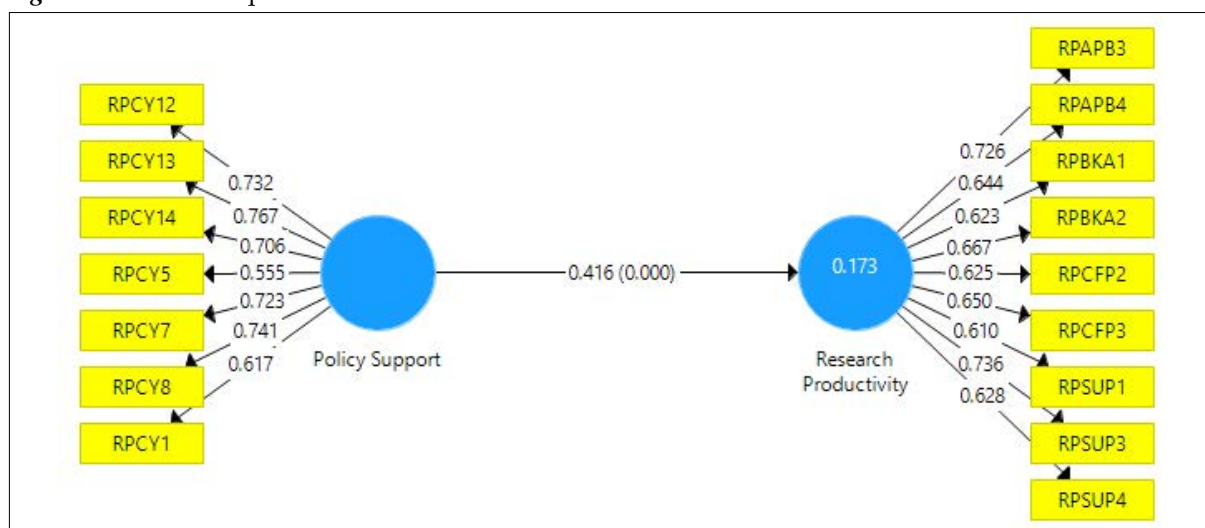 RPCY12
RPCY13
RPCY14
RPCY5
RPCY7
RPCY8
RPCY1
0.732
0.767
0.706
0.555
0.723
0.741
0.617
Policy Support
0.416 (0.000)
0.173
Research
Productivity
0.726
0.644
0.623
0.667
0.625
0.650
0.610
0.736
0.628
RPAPB3
RPAPB4
RPBKA1
RPBKA2
RPCFP2
RPCFP3
RPSUP1
RPSUP3
RPSUP4